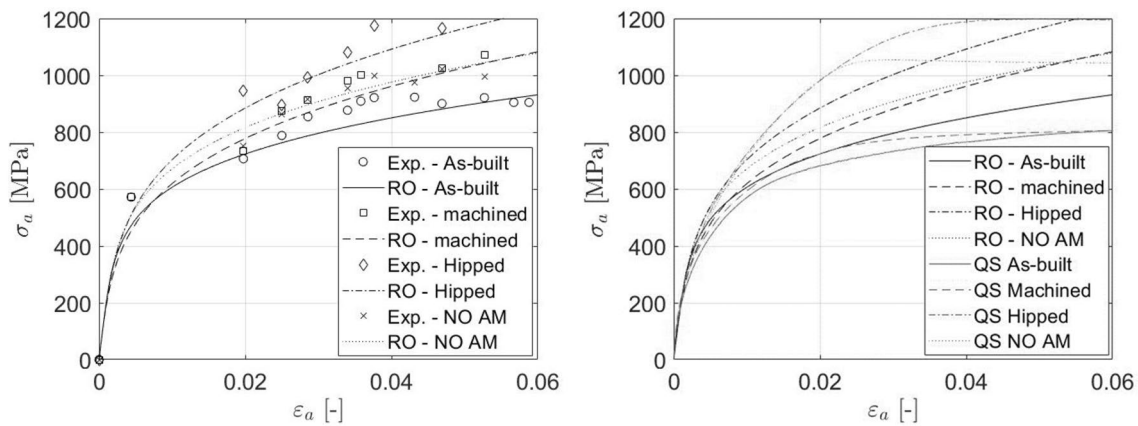 1200
1000
800
600
400
200
0
σₐ [MPa]
0 0.02 0.04 0.06
εₐ [-]
Exp. - As-built
RO - As-built
Exp. - machined
RO - machined
Exp. - Hipped
RO - Hipped
Exp. - NO AM
RO - NO AM
1200
1000
800
600
400
200
0
σₐ [MPa]
0 0.02 0.04 0.06
εₐ [-]
RO - As-built
RO - machined
RO - Hipped
RO - NO AM
QS As-built
QS Machined
QS Hipped
QS NO AM